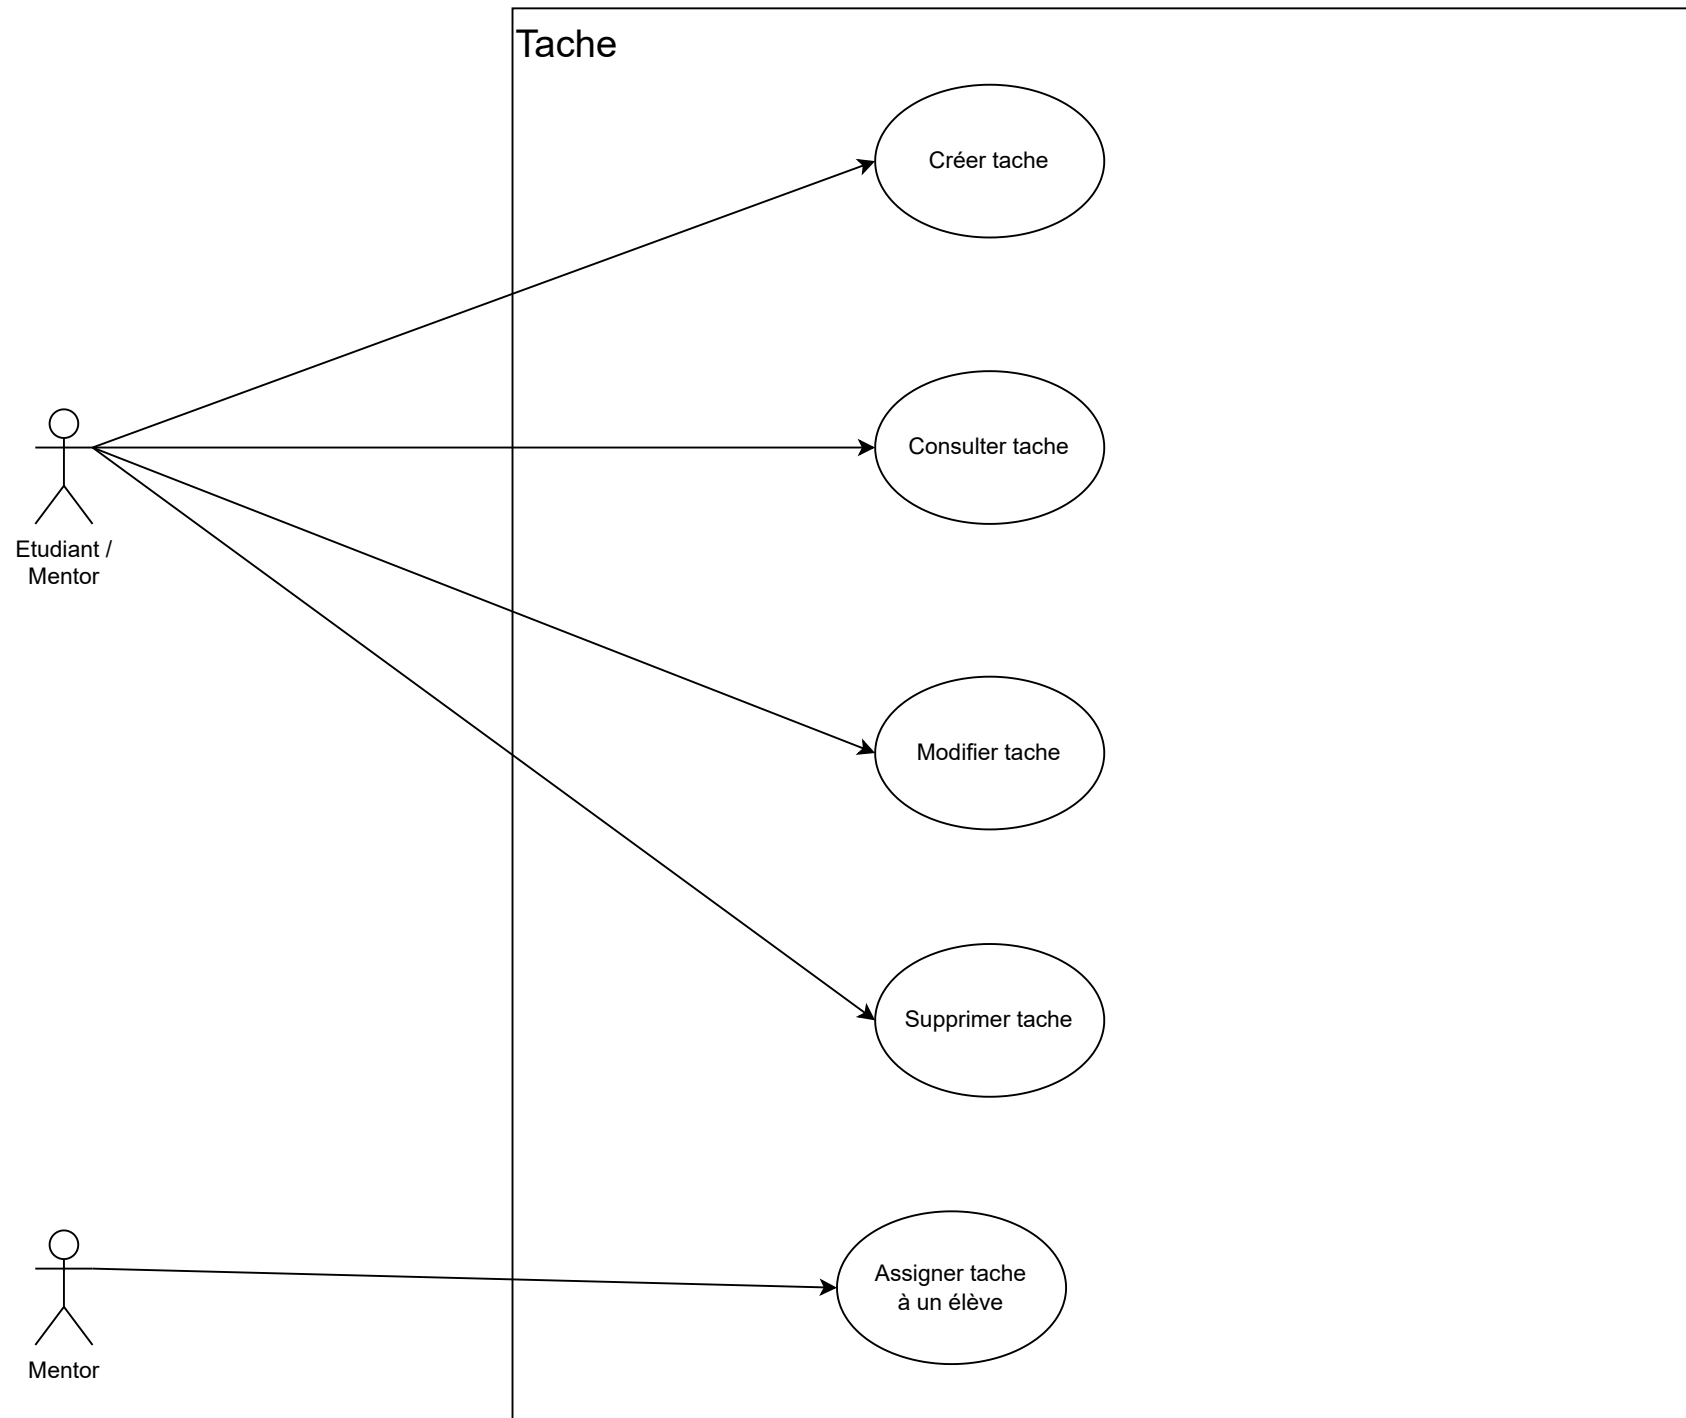 Tache
Créer tache
Consulter tache
Etudiant /
Mentor
Modifier tache
Supprimer tache
Assigner tache
à un élève
Mentor